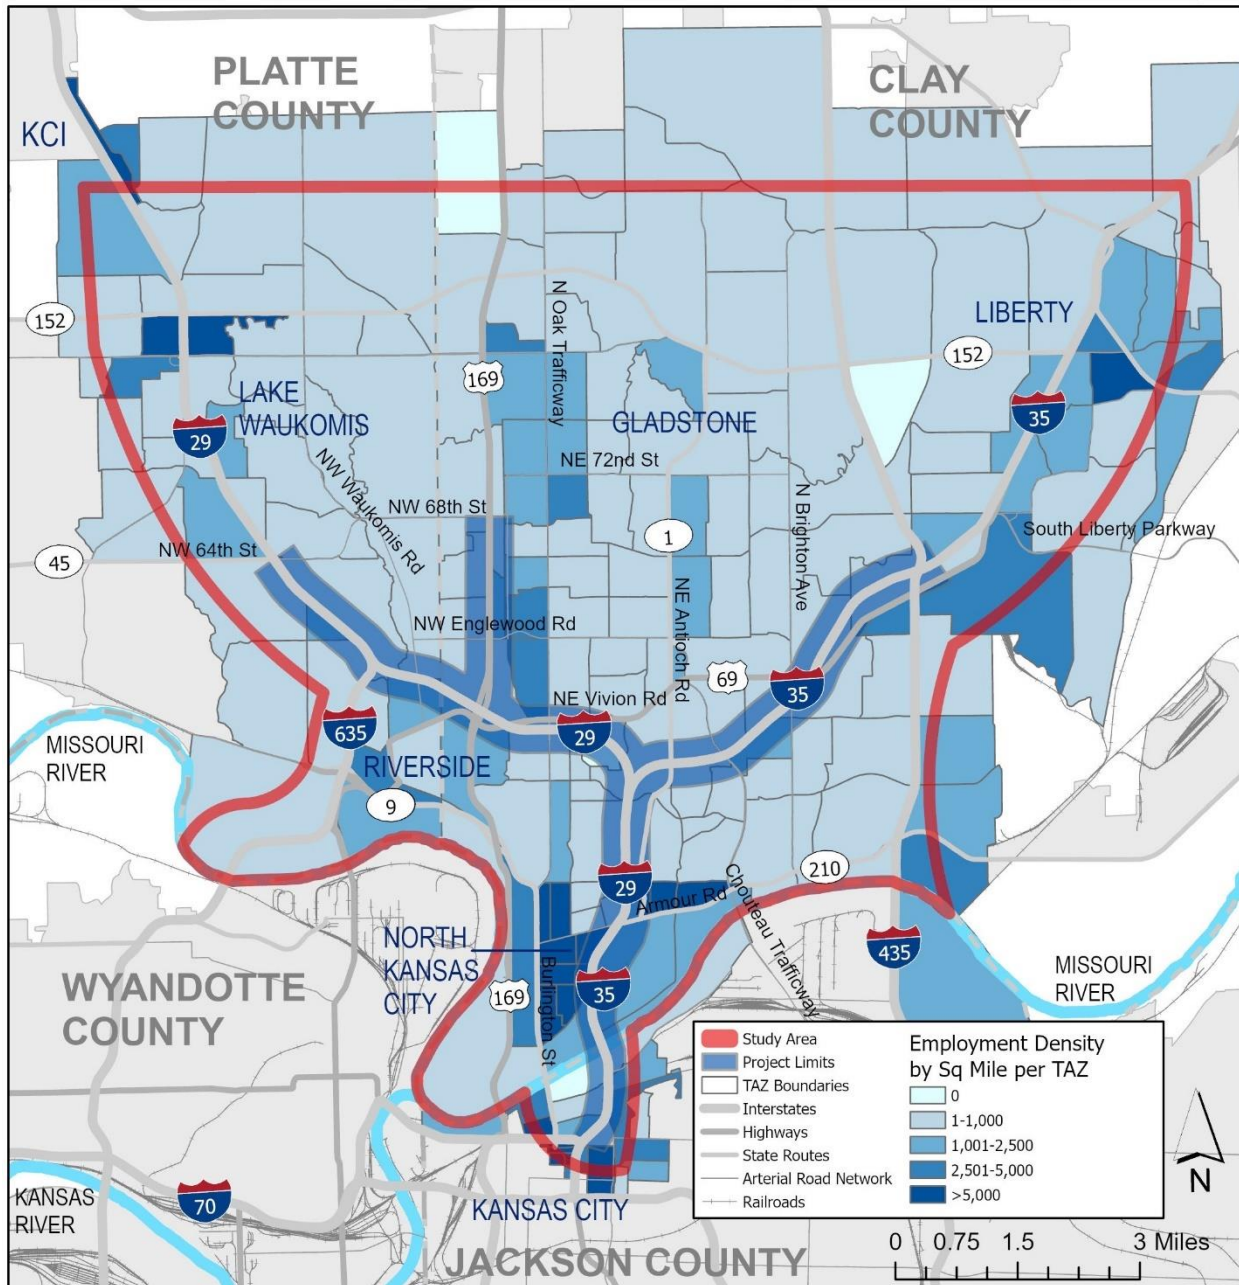 PLATTE
COUNTY
CLAY
COUNTY
KCI
152
N Oak Trafficway
LIBERTY
152
169
LAKE
WAUKOMIS
GLADSTONE
35
29
NE 72nd St
NW Waukomis Rd
NW 68th St
N Brighton Ave
1
South Liberty Parkway
45
NW 64th St
NE Antioch Rd
NW Englewood Rd
69
35
NE Vivion Rd
29
635
MISSOURI
RIVER
RIVERSIDE
9
210
29
Armour Rd
Chouteau Trafficway
NORTH
KANSAS
CITY
435
WYANDOTTE
COUNTY
169
Burlington St
35
MISSOURI
RIVER
Study Area
Project Limits
TAZ Boundaries
Interstates
Highways
State Routes
Arterial Road Network
Railroads
Employment Density
by Sq Mile per TAZ
0
1-1,000
1,001-2,500
2,501-5,000
>5,000
N
KANSAS
RIVER
70
KANSAS CITY
JACKSON COUNTY
0 0.75 1.5 3 Miles